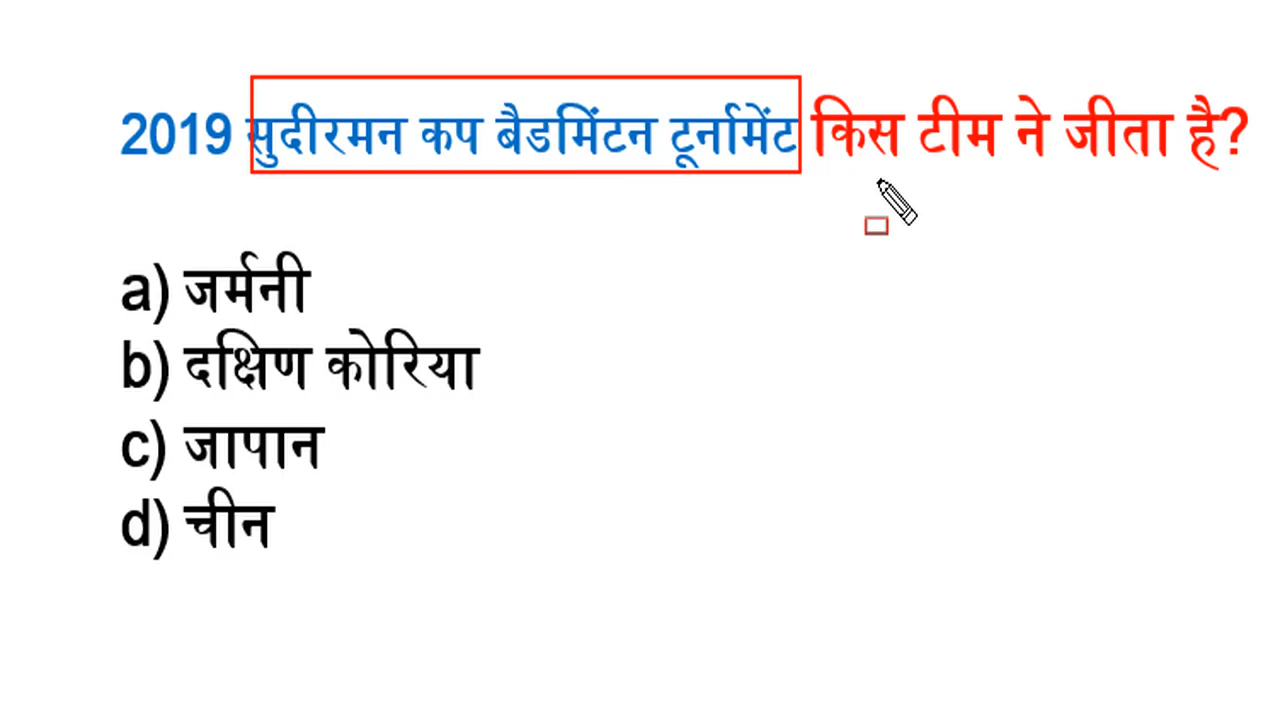 2019 सुदीरमन कप बैडमिंटन टूर्नामेंट किस टीम ने जीता है?
a) जर्मनी
b) दक्षिण कोरिया
c) जापान
d) चीन